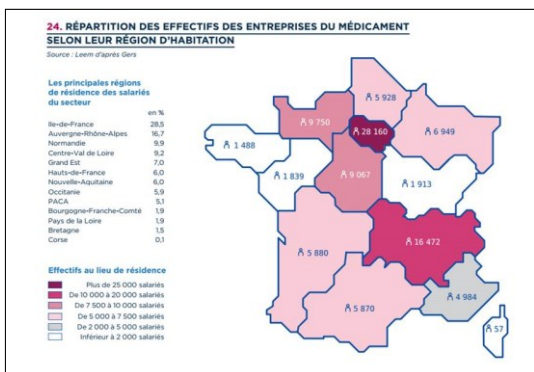 24. RÉPARTITION DES EFFECTIFS DES ENTREPRISES DU MÉDICAMENT
SELON LEUR RÉGION D'HABITATION
Source : Leem d'après Gers
Les principales régions
de résidence des salariés
du secteur
en %
Ile-de-France 28,5
Auvergne-Rhône-Alpes 16,7
Normandie 9,9
Centre-Val de Loire 9,2
Grand Est 7,0
Hauts-de-France 6,0
Nouvelle-Aquitaine 6,0
Occitanie 5,9
PACA 5,1
Bourgogne-Franche-Comté 1,9
Pays de la Loire 1,9
Bretagne 1,5
Corse 0,1
Effectifs au lieu de résidence
Plus de 25 000 salariés
De 10 000 à 20 000 salariés
De 7 500 à 10 000 salariés
De 5 000 à 7 500 salariés
De 2 000 à 5 000 salariés
Inférieur à 2 000 salariés
5 928
9 750
28 160
6 949
1 488
1 839
9 067
1 913
16 472
5 880
5 870
4 984
57